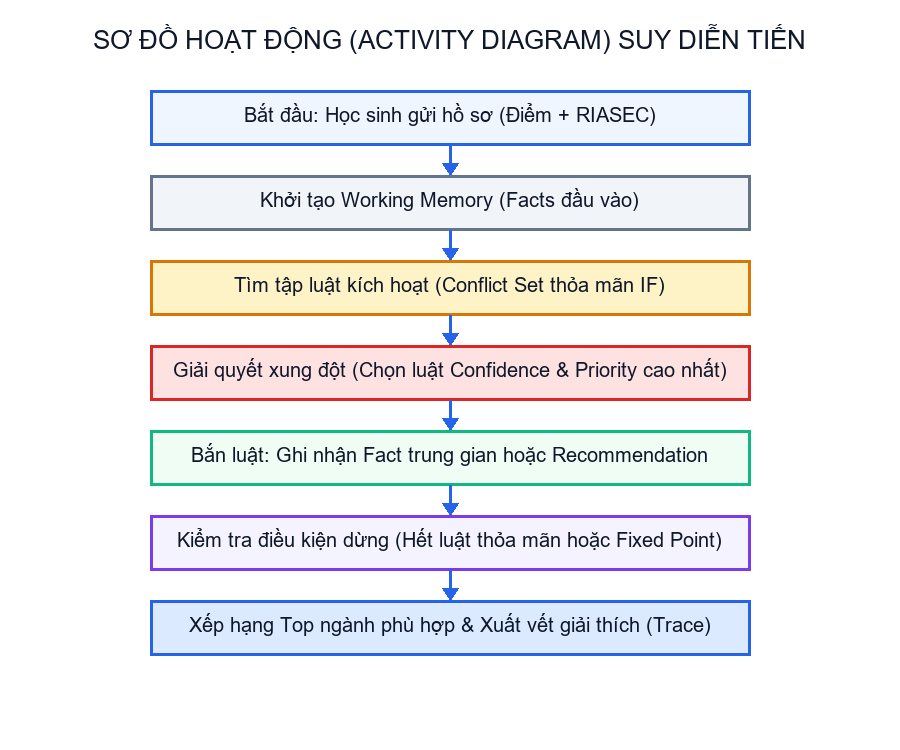 SƠ ĐỒ HOẠT ĐỘNG (ACTIVITY DIAGRAM) SUY DIỄN TIẾN
Bắt đầu: Học sinh gửi hồ sơ (Điểm + RIASEC)
Khởi tạo Working Memory (Facts đầu vào)
Tìm tập luật kích hoạt (Conflict Set thỏa mãn IF)
Giải quyết xung đột (Chọn luật Confidence & Priority cao nhất)
Bắn luật: Ghi nhận Fact trung gian hoặc Recommendation
Kiểm tra điều kiện dừng (Hết luật thỏa mãn hoặc Fixed Point)
Xếp hạng Top ngành phù hợp & Xuất vết giải thích (Trace)